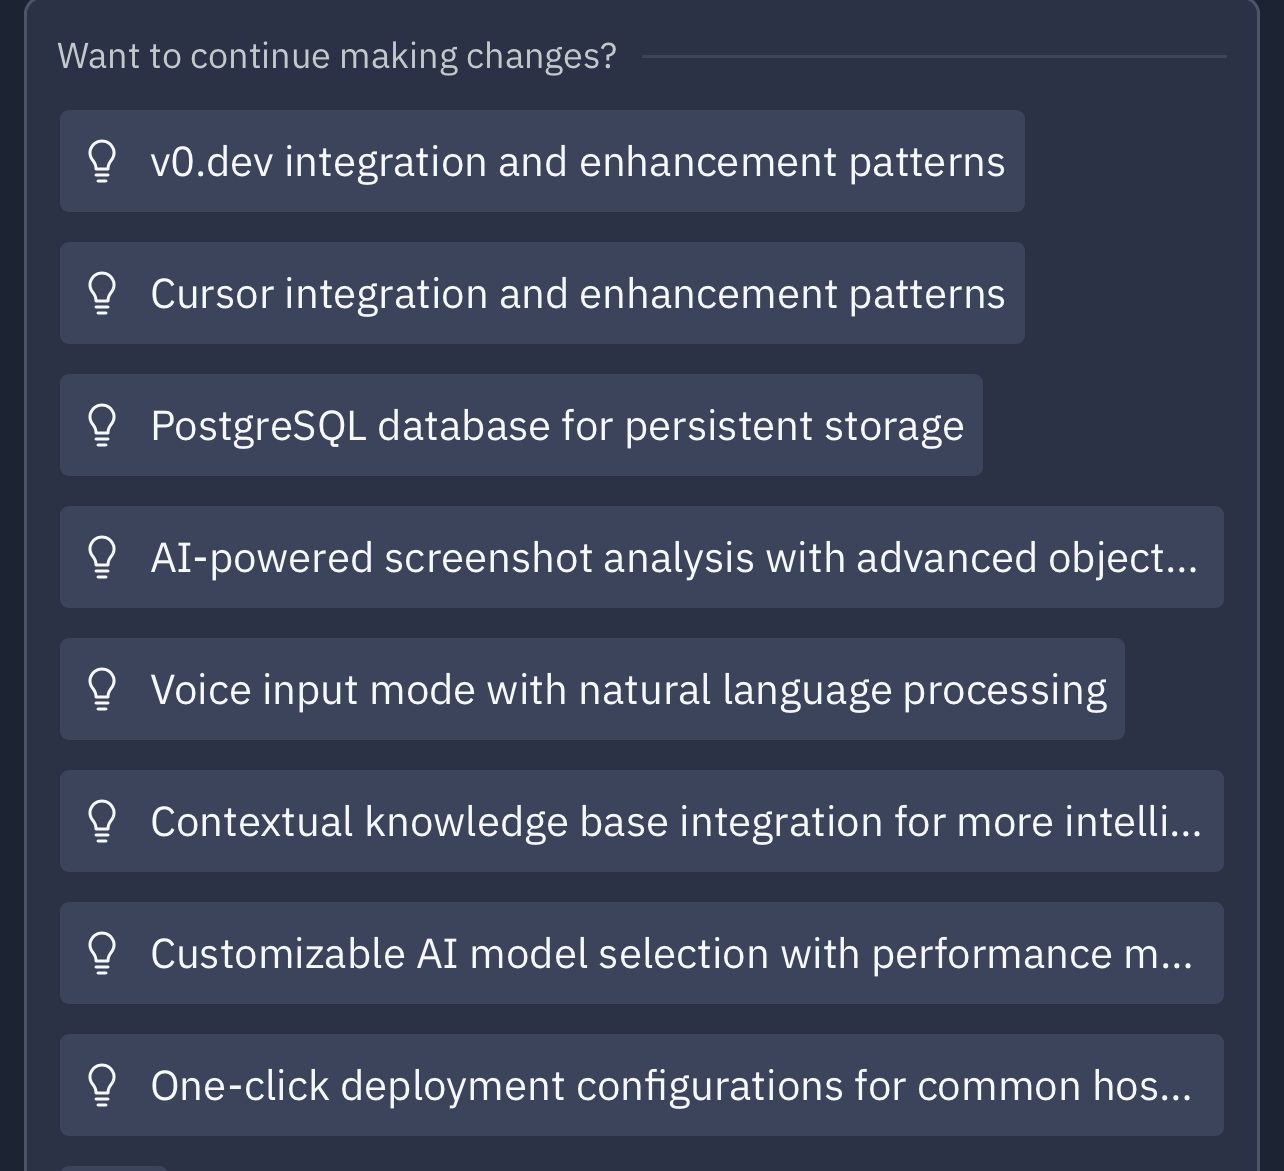 Want to continue making changes?
v0.dev integration and enhancement patterns
Cursor integration and enhancement patterns
PostgreSQL database for persistent storage
AI-powered screenshot analysis with advanced object...
Voice input mode with natural language processing
Contextual knowledge base integration for more intelli...
Customizable AI model selection with performance m...
One-click deployment configurations for common hos...